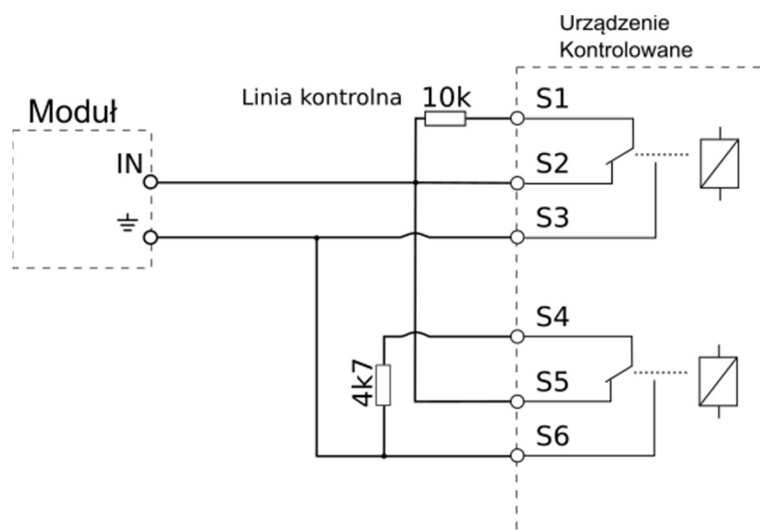 Urządzenie
Kontrolowane
Linia kontrolna 10k
S1
Moduł
IN
S2
S3
S4
4k7
S5
S6